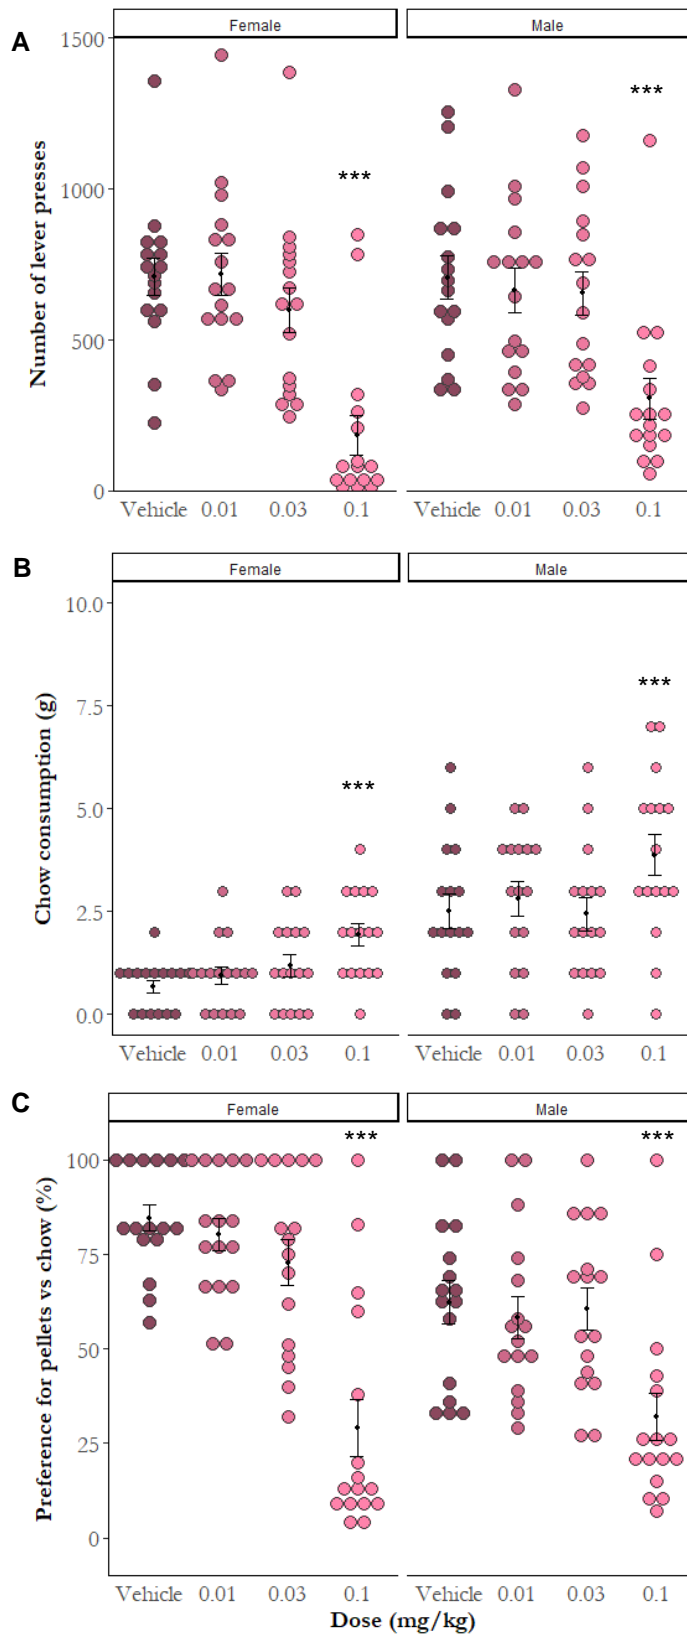 A
Female
Male
1500
1000
500
0
Number of lever presses
***
***
Vehicle 0.01 0.03 0.1
Vehicle 0.01 0.03 0.1
B
Female
Male
10.0
7.5
5.0
2.5
0.0
Chow consumption (g)
***
***
Vehicle 0.01 0.03 0.1
Vehicle 0.01 0.03 0.1
C
Female
Male
100
75
50
25
0
Preference for pellets vs chow (%)
***
***
Vehicle 0.01 0.03 0.1
Vehicle 0.01 0.03 0.1
Dose (mg/kg)